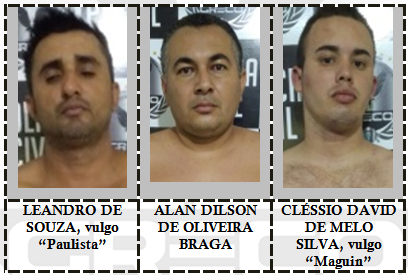 LEANDRO DE
SOUZA, vulgo
“Paulista”
ALAN DILSON
DE OLIVEIRA
BRAGA
CLÉSSIO DAVID
DE MELO
SILVA, vulgo
“Maguin”